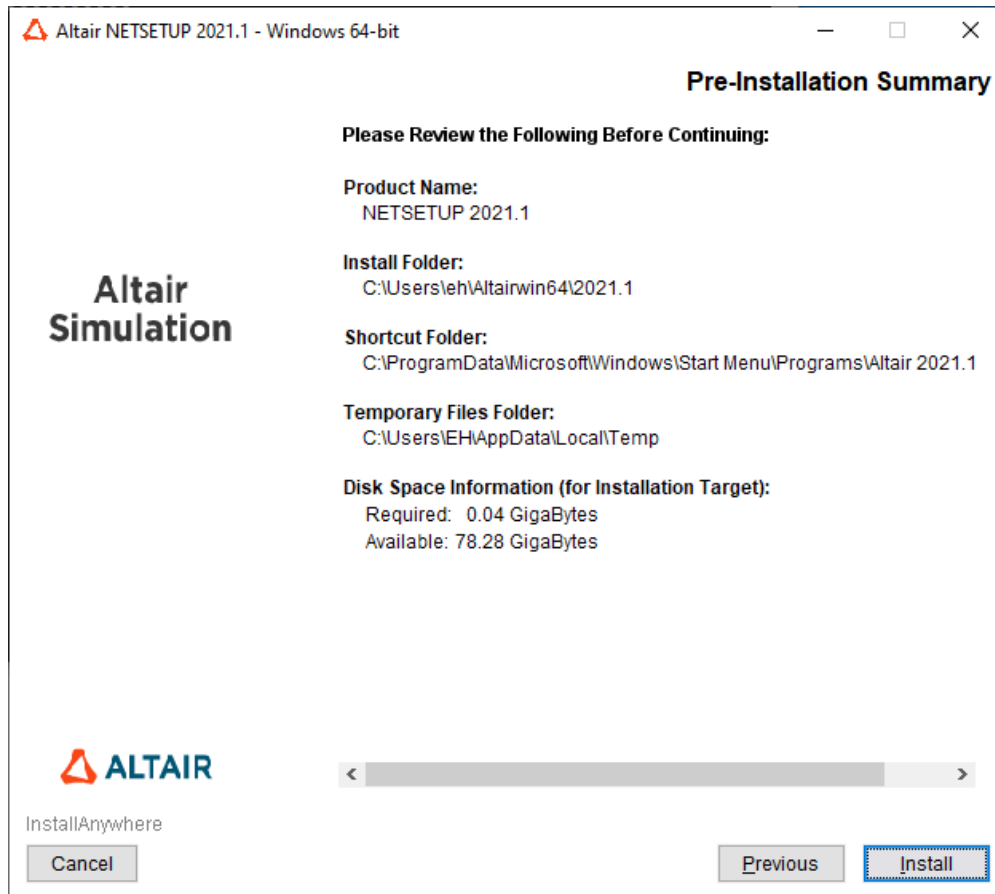 Altair NETSETUP 2021.1 - Windows 64-bit
Pre-Installation Summary
Please Review the Following Before Continuing:
Product Name:
NETSETUP 2021.1
Install Folder:
C:\Users\eh\Altairwin64\2021.1
Altair
Simulation
Shortcut Folder:
C:\ProgramData\Microsoft\Windows\Start Menu\Programs\Altair 2021.1
Temporary Files Folder:
C:\Users\EH\AppData\Local\Temp
Disk Space Information (for Installation Target):
Required: 0.04 GigaBytes
Available: 78.28 GigaBytes
ALTAIR
InstallAnywhere
Cancel
Previous
Install